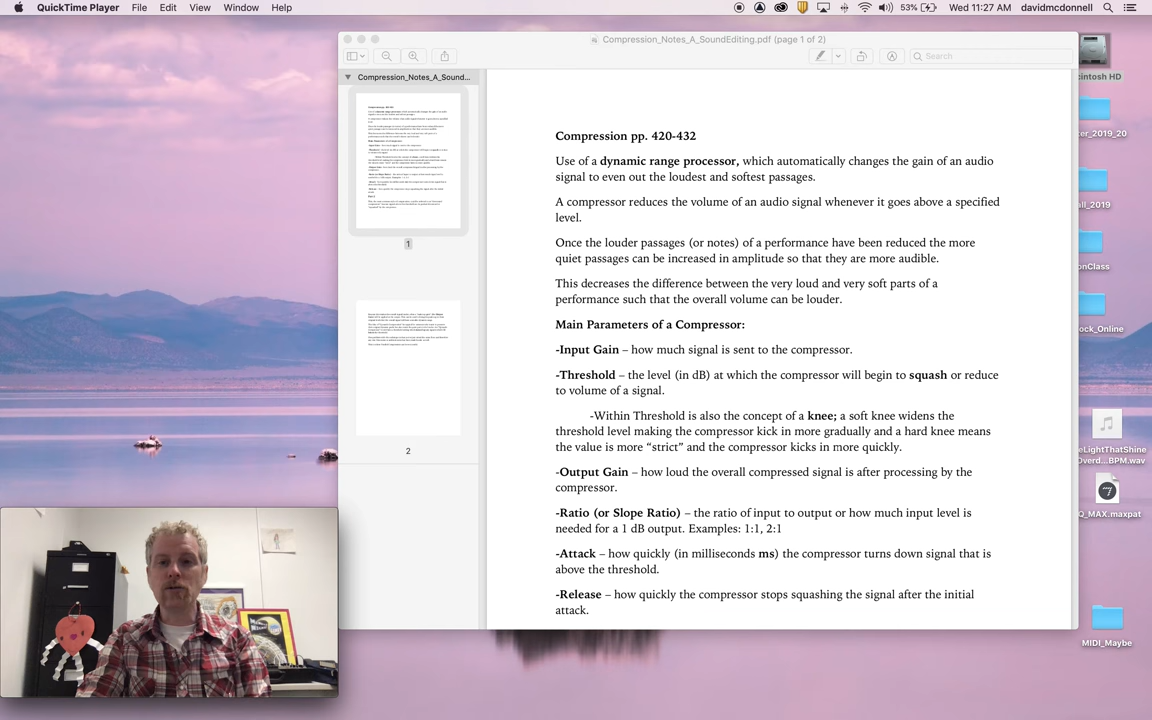 QuickTime Player File Edit View Window Help 53% Wed 11:27 AM davidmcdonnell
Compression_Notes_A_SoundEditing.pdf (page 1 of 2)
Search
Compression_Notes_A_Sound...
1
2
Compression pp. 420-432
Use of a dynamic range processor, which automatically changes the gain of an audio
signal to even out the loudest and softest passages.
A compressor reduces the volume of an audio signal whenever it goes above a specified
level.
Once the louder passages (or notes) of a performance have been reduced the more
quiet passages can be increased in amplitude so that they are more audible.
This decreases the difference between the very loud and very soft parts of a
performance such that the overall volume can be louder.
Main Parameters of a Compressor:
-Input Gain – how much signal is sent to the compressor.
-Threshold – the level (in dB) at which the compressor will begin to squash or reduce
to volume of a signal.
-Within Threshold is also the concept of a knee; a soft knee widens the
threshold level making the compressor kick in more gradually and a hard knee means
the value is more “strict” and the compressor kicks in more quickly.
-Output Gain – how loud the overall compressed signal is after processing by the
compressor.
-Ratio (or Slope Ratio) – the ratio of input to output or how much input level is
needed for a 1 dB output. Examples: 1:1, 2:1
-Attack – how quickly (in milliseconds ms) the compressor turns down signal that is
above the threshold.
-Release – how quickly the compressor stops squashing the signal after the initial
attack.
cintosh HD
ter_2019_20
all_2019
onClass
ock_Online
eLightThatShine
Overd...BPM.wav
Q_MAX.maxpat
MIDI_Maybe